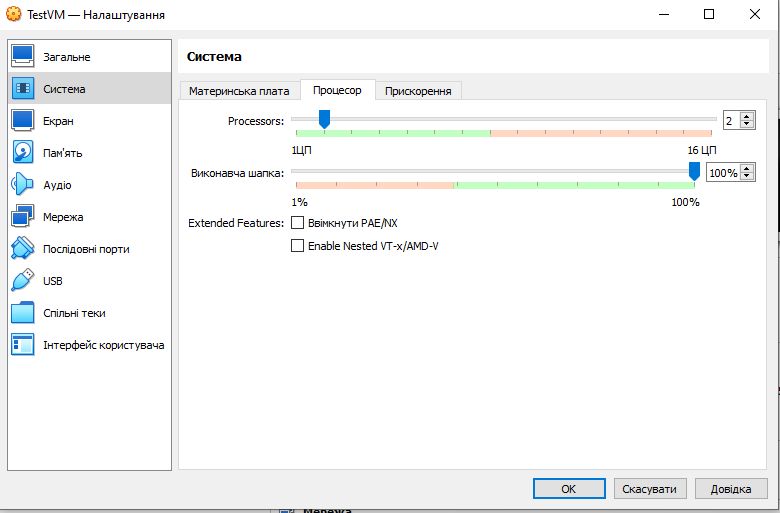 TestVM — Налаштування
Загальне
Система
Екран
Пам'ять
Аудіо
Мережа
Послідовні порти
USB
Спільні теки
Інтерфейс користувача
Система
Материнська плата
Процесор
Прискорення
Processors:
2
1ЦП
16 ЦП
Виконавча шапка:
100%
1%
100%
Extended Features:
Ввімкнути PAE/NX
Enable Nested VT-x/AMD-V
OK
Скасувати
Довідка
Мережа